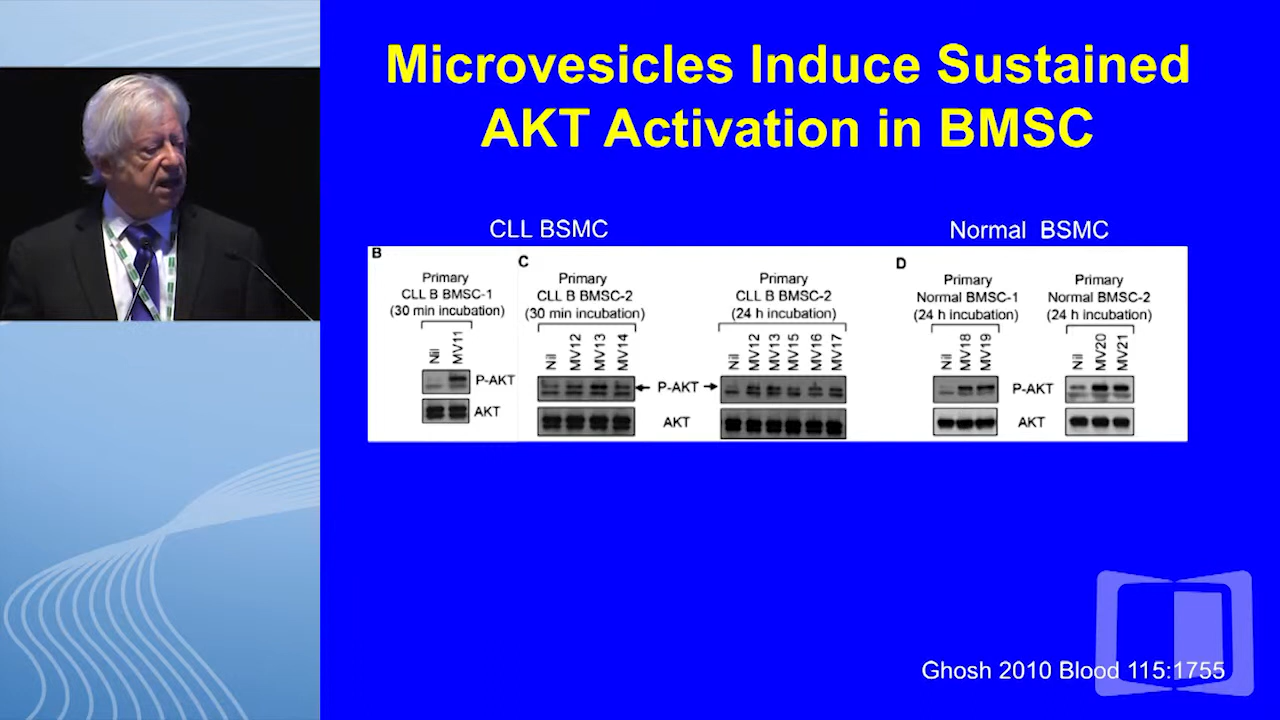 Microvesicles Induce Sustained
AKT Activation in BMSC
CLL BSMC
Normal BSMC
B
Primary
CLL B BMSC-1
(30 min incubation)
Nil
MV11
P-AKT
AKT
C
Primary
CLL B BMSC-2
(30 min incubation)
Nil
MV12
MV13
MV14
P-AKT
AKT
Primary
CLL B BMSC-2
(24 h incubation)
Nil
MV12
MV13
MV15
MV16
MV17
D
Primary
Normal BMSC-1
(24 h incubation)
Nil
MV18
MV19
P-AKT
AKT
Primary
Normal BMSC-2
(24 h incubation)
Nil
MV20
MV21
Ghosh 2010 Blood 115:1755